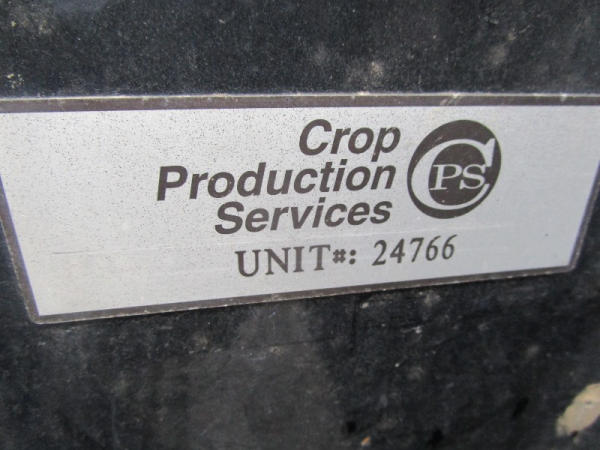 Crop
Production
Services
CPS
UNIT#: 24766